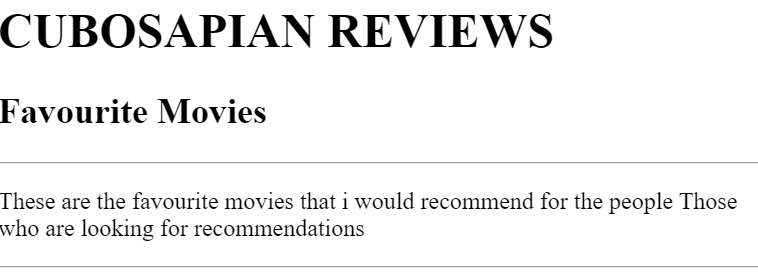 CUBOSAPIAN REVIEWS
Favourite Movies
These are the favourite movies that i would recommend for the people Those
who are looking for recommendations